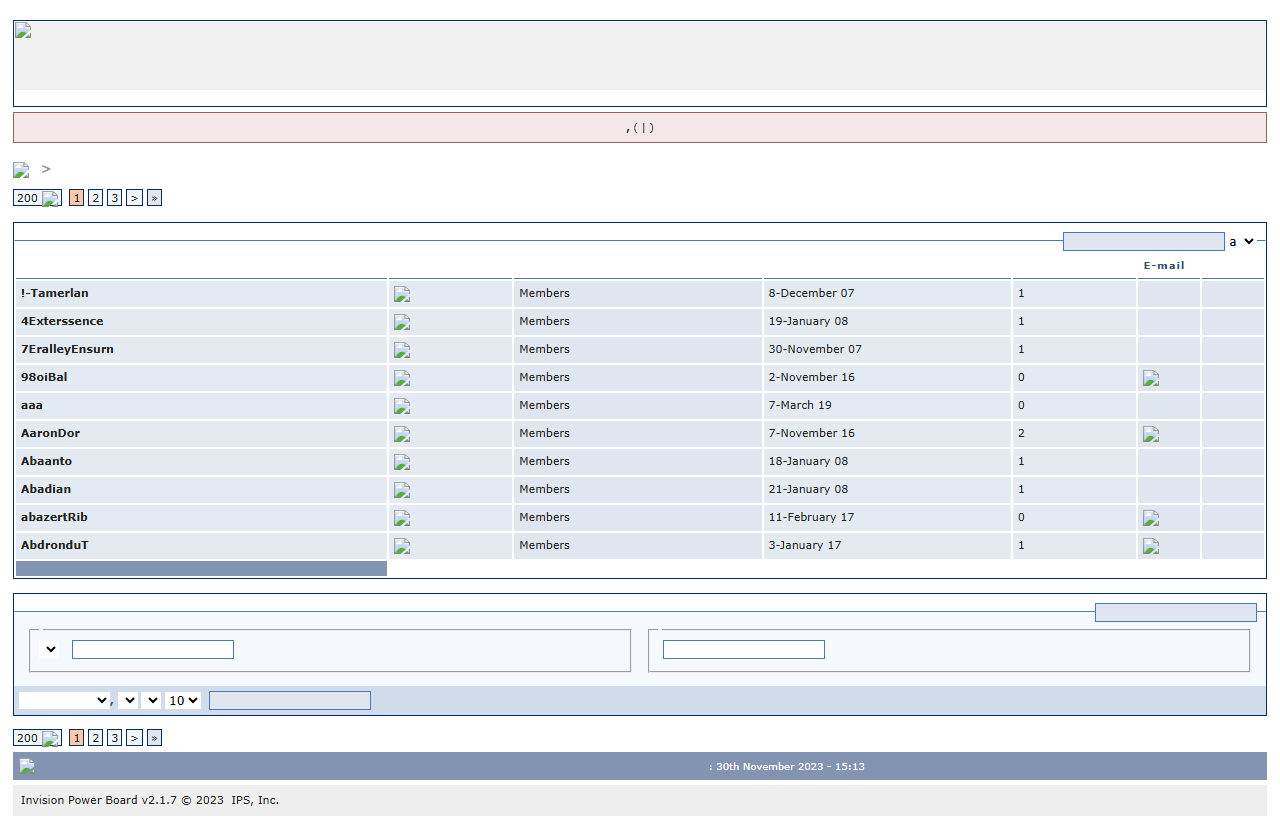 ,(|)
>
200 1 2 3 > »
a
E-mail
!-Tamerlan Members 8-December 07 1
4Exterssence Members 19-January 08 1
7EralleyEnsurn Members 30-November 07 1
98oiBal Members 2-November 16 0
aaa Members 7-March 19 0
AaronDor Members 7-November 16 2
Abaanto Members 18-January 08 1
Abadian Members 21-January 08 1
abazertRib Members 11-February 17 0
AbdronduT Members 3-January 17 1
, 10
200 1 2 3 > »
: 30th November 2023 - 15:13
Invision Power Board v2.1.7 © 2023 IPS, Inc.